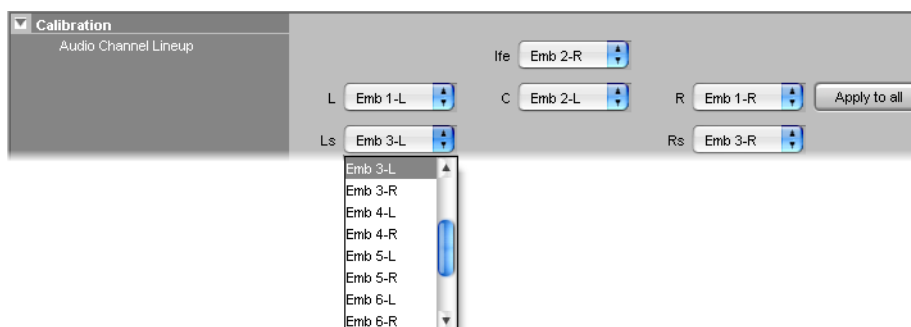 Calibration
Audio Channel Lineup
lfe Emb 2-R
L Emb 1-L C Emb 2-L R Emb 1-R Apply to all
Ls Emb 3-L Rs Emb 3-R
Emb 3-L
Emb 3-R
Emb 4-L
Emb 4-R
Emb 5-L
Emb 5-R
Emb 6-L
Emb 6-R